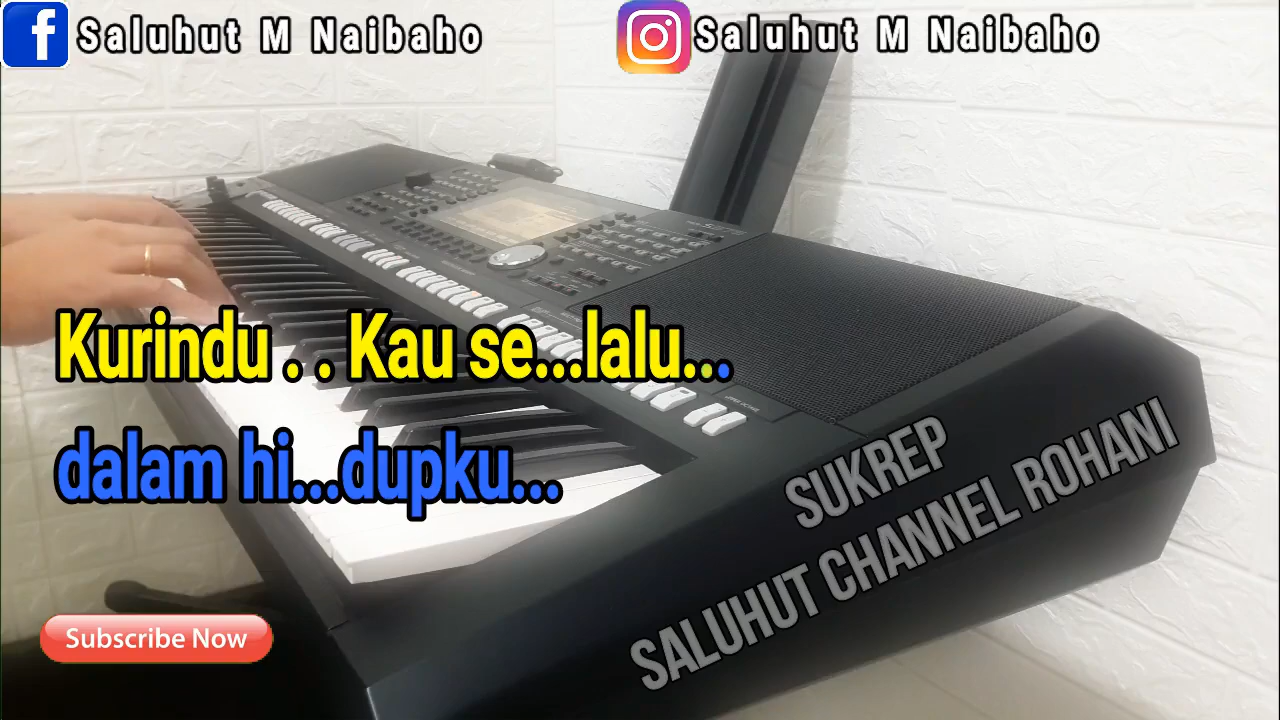 Saluhut M Naibaho
Saluhut M Naibaho
Kurindu . . Kau se...lalu...
dalam hi...dupku...
SUKREP
SALUHUT CHANNEL ROHANI
Subscribe Now